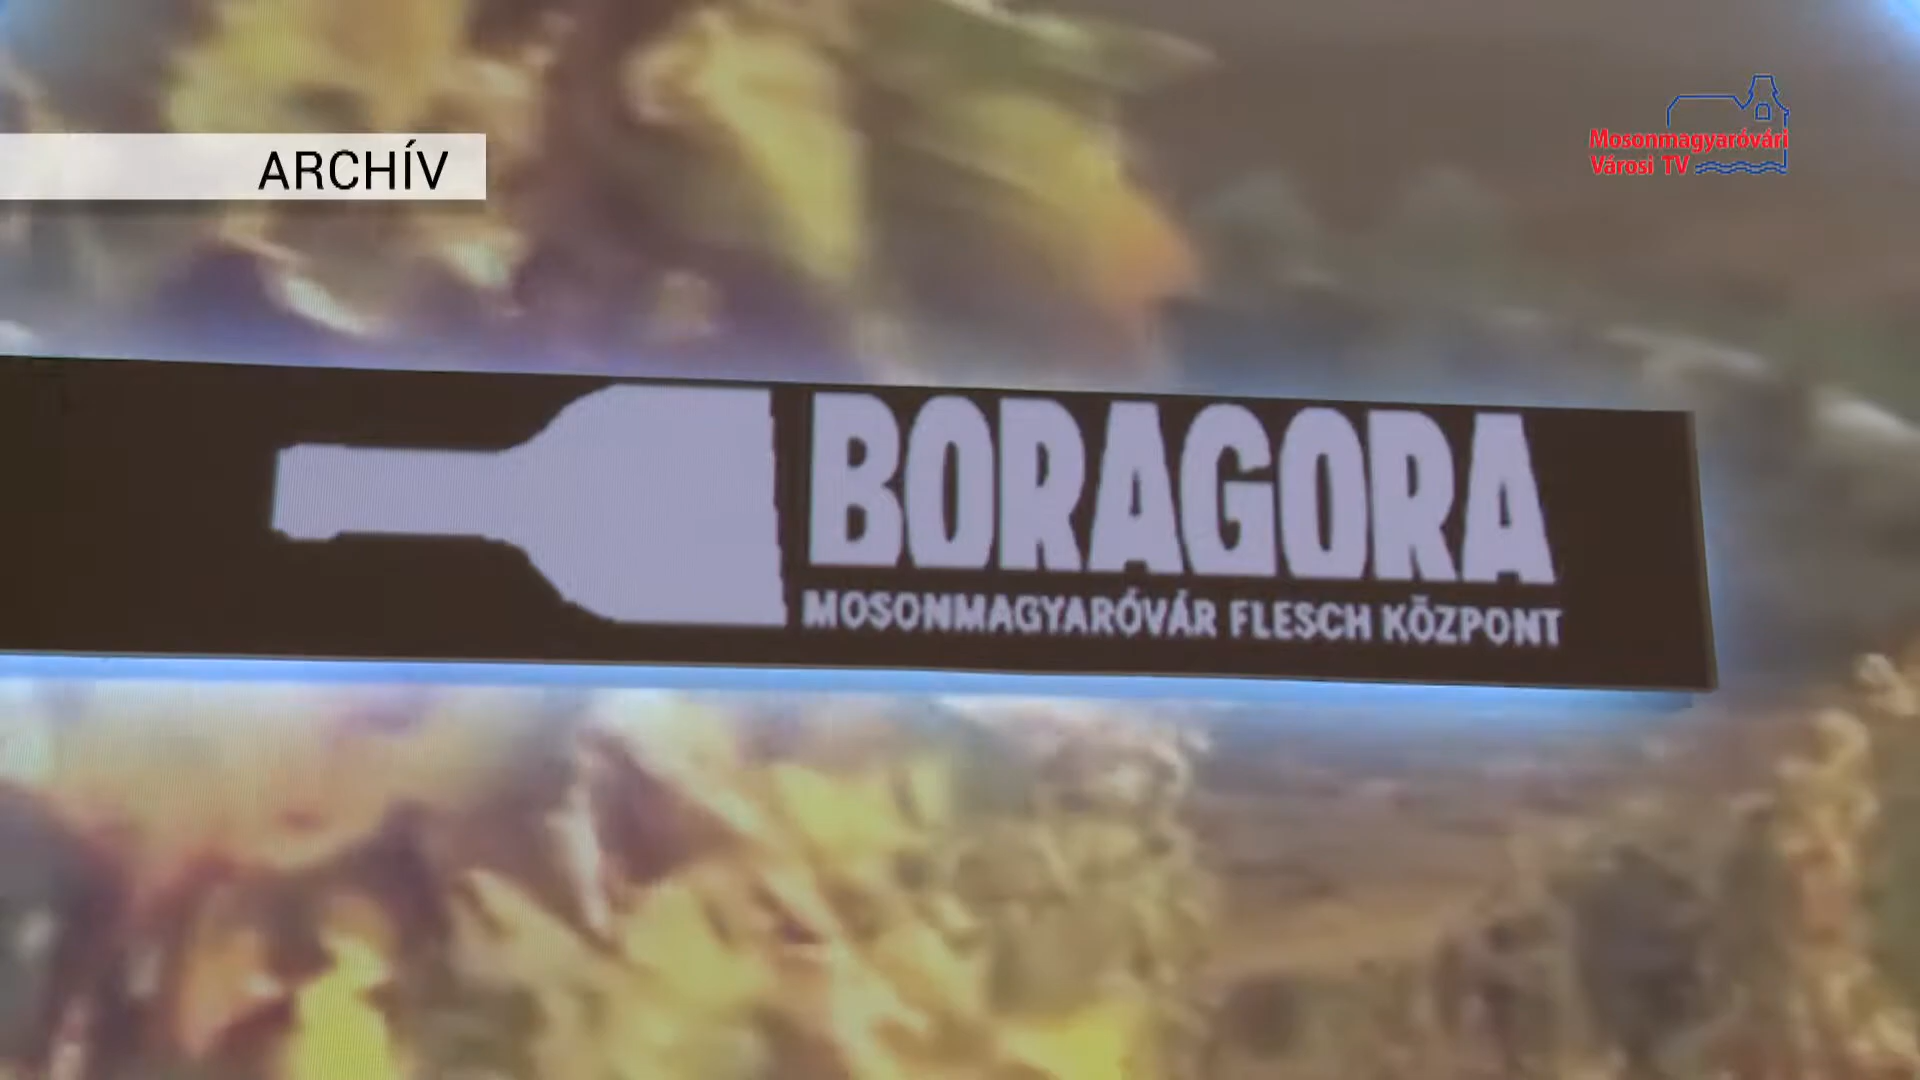 ARCHÍV
Mosonmagyaróvári
Városi TV
BORAGORA
MOSONMAGYARÓVÁR FLESCH KÖZPONT